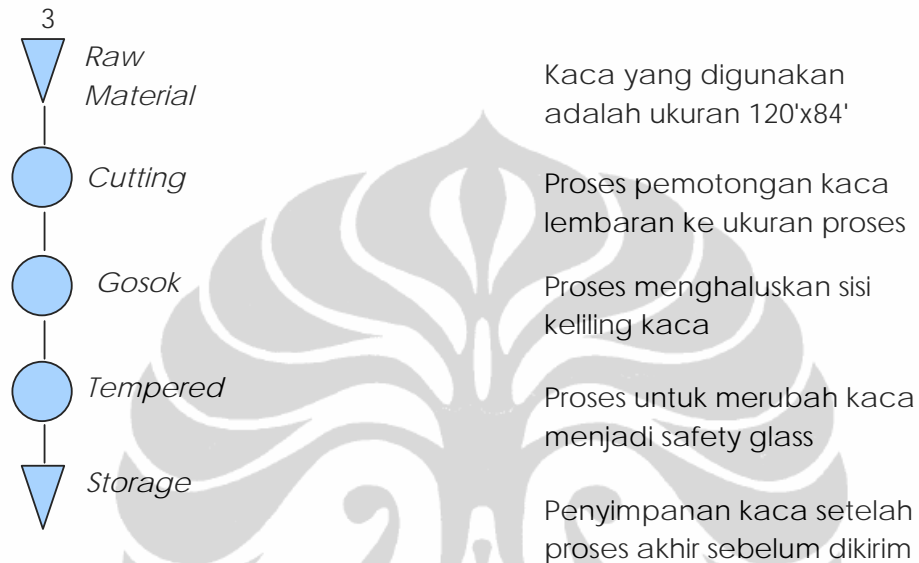 3
Raw
Material
Kaca yang digunakan
adalah ukuran 120'x84'
Cutting
Proses pemotongan kaca
lembaran ke ukuran proses
Gosok
Proses menghaluskan sisi
keliling kaca
Tempered
Proses untuk merubah kaca
menjadi safety glass
Storage
Penyimpanan kaca setelah
proses akhir sebelum dikirim